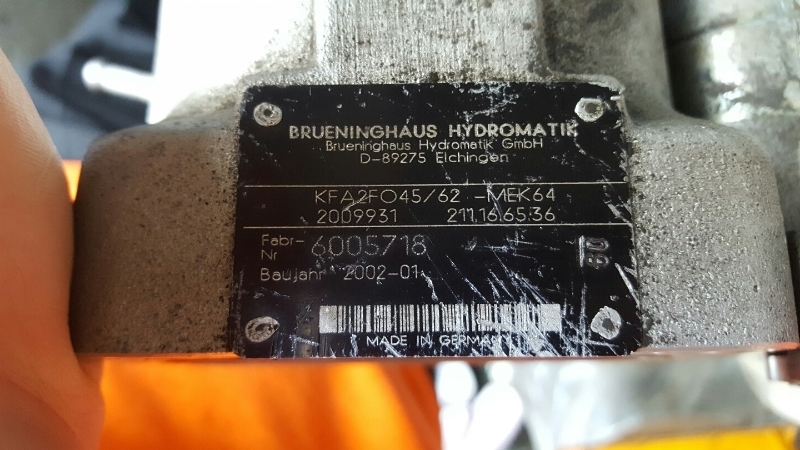 BRUENINGHAUS HYDROMATIK
Brueninghaus Hydromatik GmbH
D-89275 Elchingen
KFA2FO45/62 -MEK64
2009931 211.16.65.36
Fabr-
Nr 6005718
Baujahr 2002-01
MADE IN GERMANY